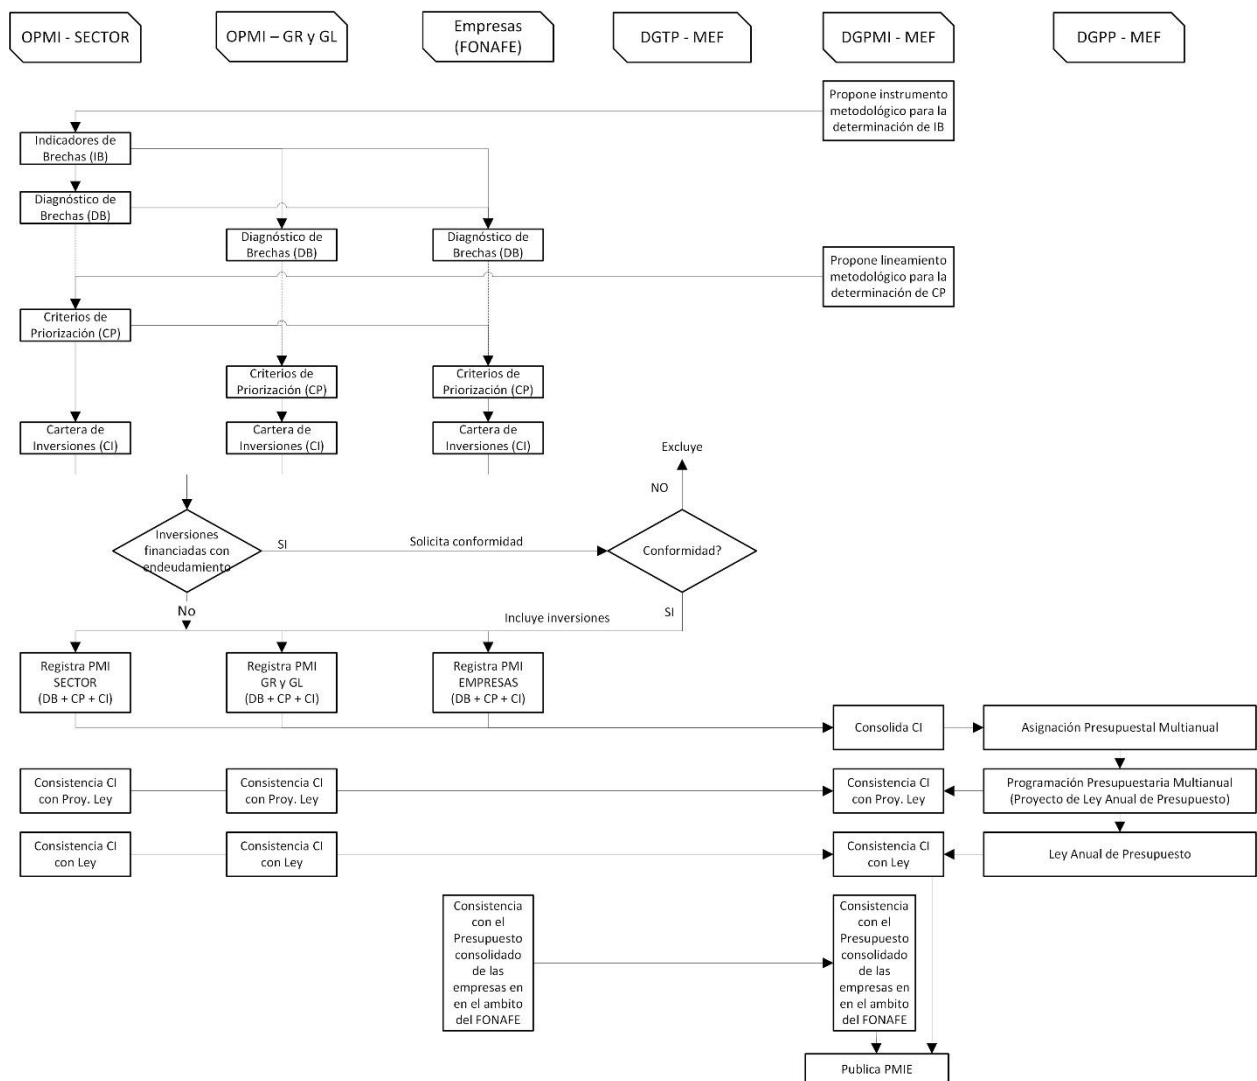 OPMI - SECTOR
OPMI – GR y GL
Empresas
(FONAFE)
DGTP - MEF
DGPMI - MEF
DGPP - MEF
Propone instrumento
metodológico para la
determinación de IB
Indicadores de
Brechas (IB)
Diagnóstico de
Brechas (DB)
Diagnóstico de
Brechas (DB)
Diagnóstico de
Brechas (DB)
Propone lineamiento
metodológico para la
determinación de CP
Criterios de
Priorización (CP)
Criterios de
Priorización (CP)
Criterios de
Priorización (CP)
Cartera de
Inversiones (CI)
Cartera de
Inversiones (CI)
Cartera de
Inversiones (CI)
Excluye
NO
Inversiones
financiadas con
endeudamiento
SI
Solicita conformidad
Conformidad?
No
Incluye inversiones
SI
Registra PMI
SECTOR
(DB + CP + CI)
Registra PMI
GR y GL
(DB + CP + CI)
Registra PMI
EMPRESAS
(DB + CP + CI)
Consolida CI
Asignación Presupuestal Multianual
Consistencia CI
con Proy. Ley
Consistencia CI
con Proy. Ley
Consistencia CI
con Proy. Ley
Programación Presupuestaria Multianual
(Proyecto de Ley Anual de Presupuesto)
Consistencia CI
con Ley
Consistencia CI
con Ley
Consistencia CI
con Ley
Ley Anual de Presupuesto
Consistencia
con el
Presupuesto
consolidado
de las
empresas en
en el ambito
del FONAFE
Consistencia
con el
Presupuesto
consolidado
de las
empresas en
en el ambito
del FONAFE
Publica PMIE